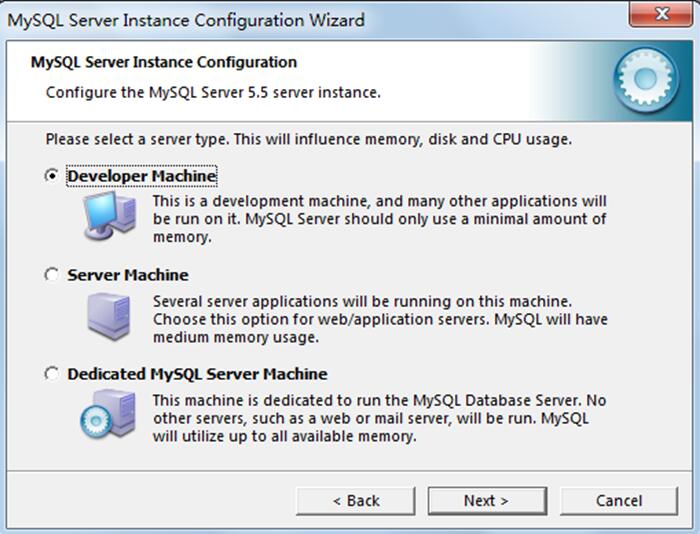 MySQL Server Instance Configuration Wizard
MySQL Server Instance Configuration
Configure the MySQL Server 5.5 server instance.
Please select a server type. This will influence memory, disk and CPU usage.
Developer Machine
This is a development machine, and many other applications will
be run on it. MySQL Server should only use a minimal amount of
memory.
Server Machine
Several server applications will be running on this machine.
Choose this option for web/application servers. MySQL will have
medium memory usage.
Dedicated MySQL Server Machine
This machine is dedicated to run the MySQL Database Server. No
other servers, such as a web or mail server, will be run. MySQL
will utilize up to all available memory.
< Back
Next >
Cancel